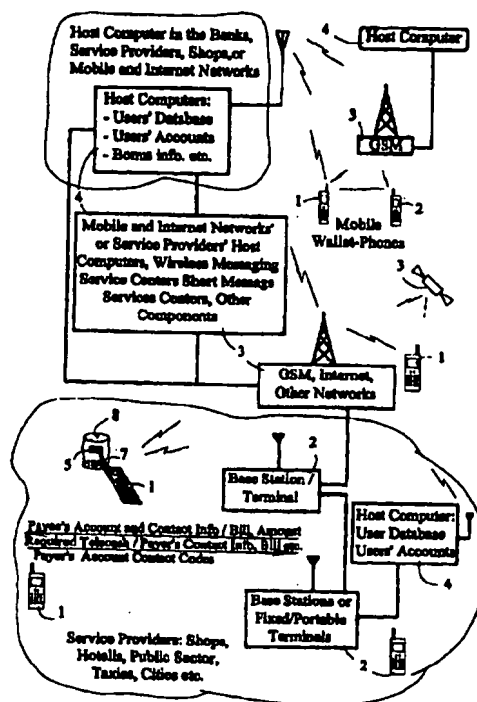 Host Computer in the Banks,
Service Providers, Shops, or
Mobile and Internet Networks
4
Host Computer
Host Computers:
- Users' Database
- Users' Accounts
- Bonus info. etc.
3
GSM
4
1
2
Mobile
Wallet-Phones
Mobile and Internet Networks'
or Service Providers' Host
Computers, Wireless Messaging
Service Centers Short Message
Services Centers, Other
Components
3
3
1
GSM, Internet,
Other Networks
8
5
7
1
2
Base Station /
Terminal
Host Computer:
User Database
Users' Accounts
4
Payee's Account and Contact Info / Bill Amount
Required Telecash / Payer's Contact Info, Bill etc.
Payer's Account Contact Codes
1
Base Stations or
Fixed/Portable
Terminals
2
Service Providers: Shops,
Hotells, Public Sector,
Taxies, Cities etc.